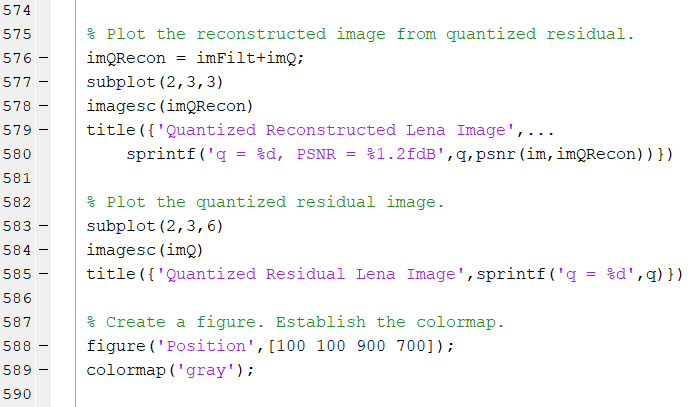 574
575 % Plot the reconstructed image from quantized residual.
576 – imQRecon = imFilt+imQ;
577 – subplot(2,3,3)
578 – imagesc(imQRecon)
579 – title({'Quantized Reconstructed Lena Image',...
580 sprintf('q = %d, PSNR = %1.2fdB',q,psnr(im,imQRecon))})
581
582 % Plot the quantized residual image.
583 – subplot(2,3,6)
584 – imagesc(imQ)
585 – title({'Quantized Residual Lena Image',sprintf('q = %d',q)})
586
587 % Create a figure. Establish the colormap.
588 – figure('Position',[100 100 900 700]);
589 – colormap('gray');
590